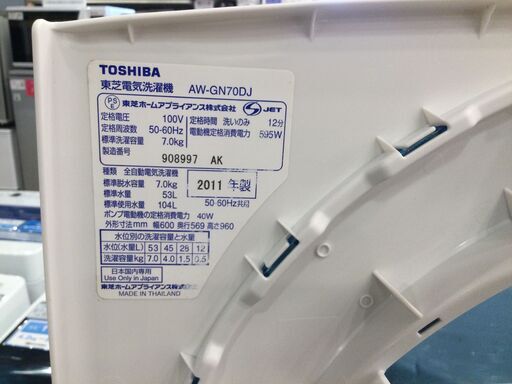 TOSHIBA
東芝電気洗濯機 AW-GN70DJ
PS E 東芝ホームアプライアンス株式会社 S JET
定格電圧 100V 定格時間 洗いのみ 12分
定格周波数 50-60Hz 電動機定格消費電力 595W
標準洗濯容量 7.0kg
製造番号
908997 AK
種類 全自動電気洗濯機
標準脱水容量 7.0kg 2011 年製
標準水量 53L
標準使用水量 104L 50·60Hz共用
ポンプ電動機の定格消費電力 40W
外形寸法mm 幅600 奥行569 高さ960
水位別の洗濯容量と水量
水位(水量L) 53 45 28 12
洗濯容量kg 7.0 4.0 1.5 0.5
日本国内専用
Use Only in Japan
東芝ホームアプライアンス株式会社
MADE IN THAILAND